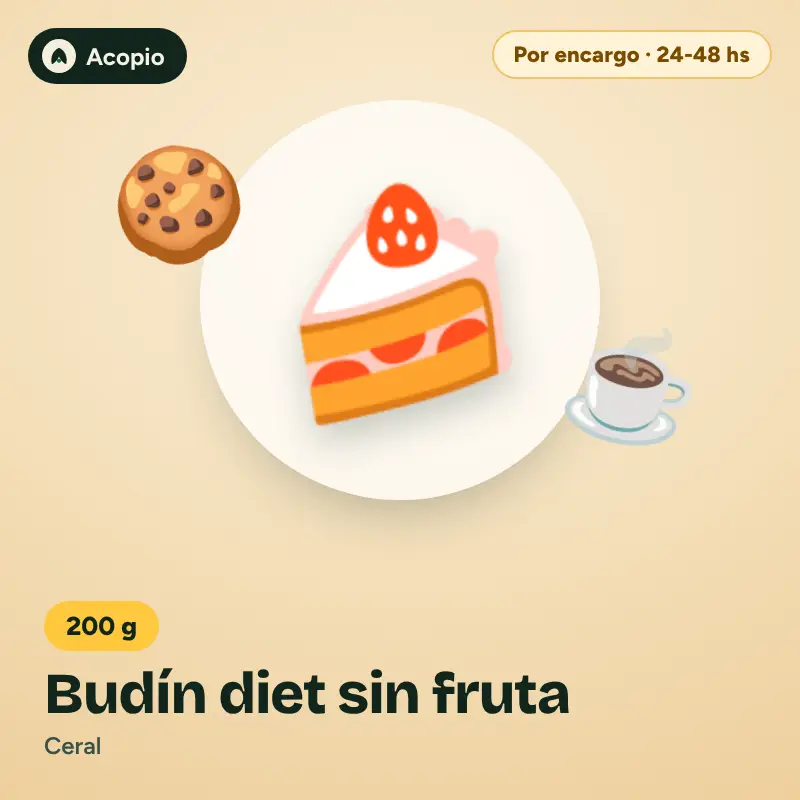 Acopio
Por encargo · 24-48 hs
200 g
Budín diet sin fruta
Ceral